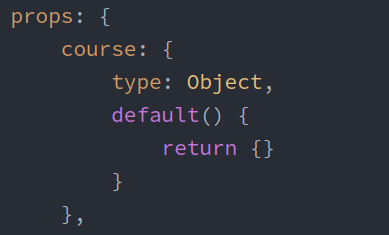 props: {
    course: {
        type: Object,
        default() {
            return {}
        }
    },